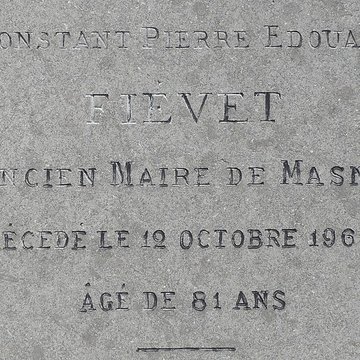 ONSTANT PIERRE EDOUA
FIÉVET
NCIEN MAIRE DE MASN
ÉCÉDÉ LE 12 OCTOBRE 196
ÂGÉ DE 81 ANS